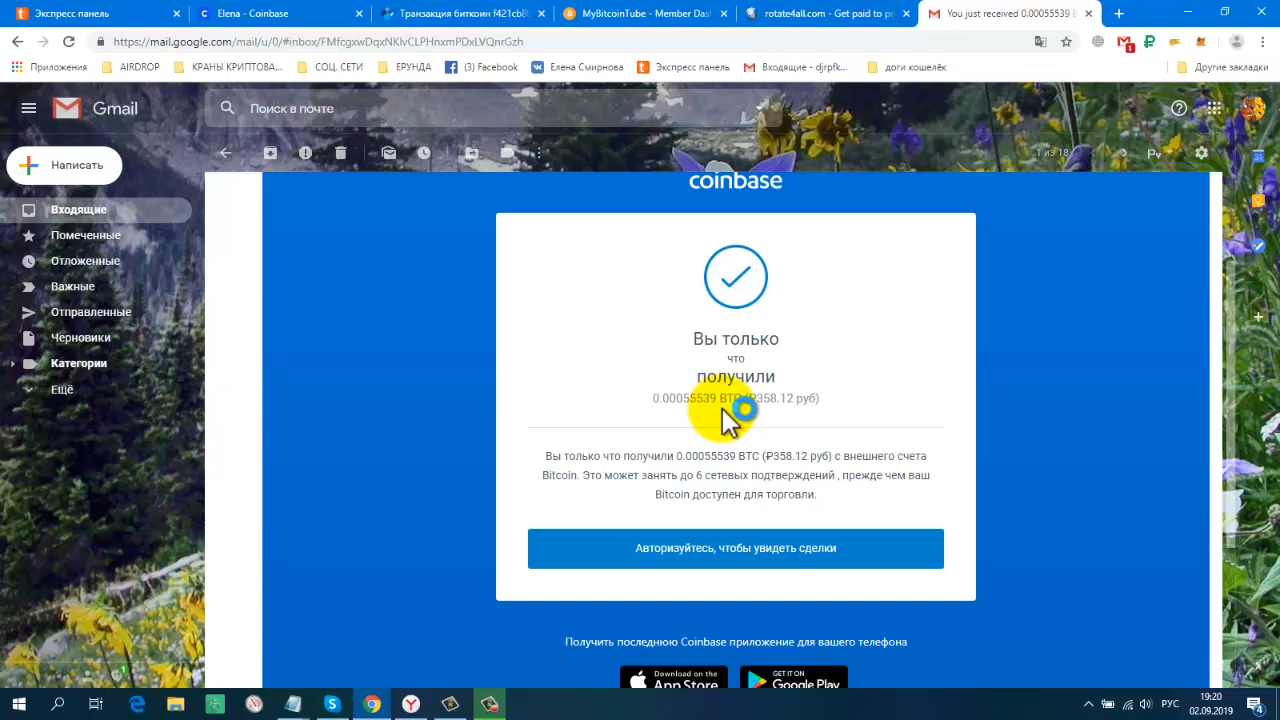 Экспресс панель
Elena - Coinbase
Транзакция биткоин f421cb8
MyBitcoinTube - Member Das
rotate4all.com - Get paid to pr
You just received 0.00055539 B
https://mail.google.com/mail/u/0/#inbox/FMfcgxwDqxNKlvCLPHnxmPDxLVQnrGzh
Приложения
AIRDROP
КРАНЫ КРИПТОВА...
СОЦ. СЕТИ
ЕРУНДА
(3) Facebook
Елена Смирнова
Экспресс панель
Входящие - djrpfk...
доги кошелёк
Другие закладки
Gmail
Поиск в почте
Написать
1 из 18
Ру
Входящие
Помеченные
Отложенные
Важные
Отправленные
Черновики
Категории
Ещё
coinbase
Вы только
что
получили
0.00055539 BTC (₽358.12 руб)
Вы только что получили 0.00055539 BTC (₽358.12 руб) с внешнего счета
Bitcoin. Это может занять до 6 сетевых подтверждений , прежде чем ваш
Bitcoin доступен для торговли.
Авторизуйтесь, чтобы увидеть сделки
Получить последнюю Coinbase приложение для вашего телефона
Download on the
App Store
GET IT ON
Google Play
РУС
19:20
02.09.2019